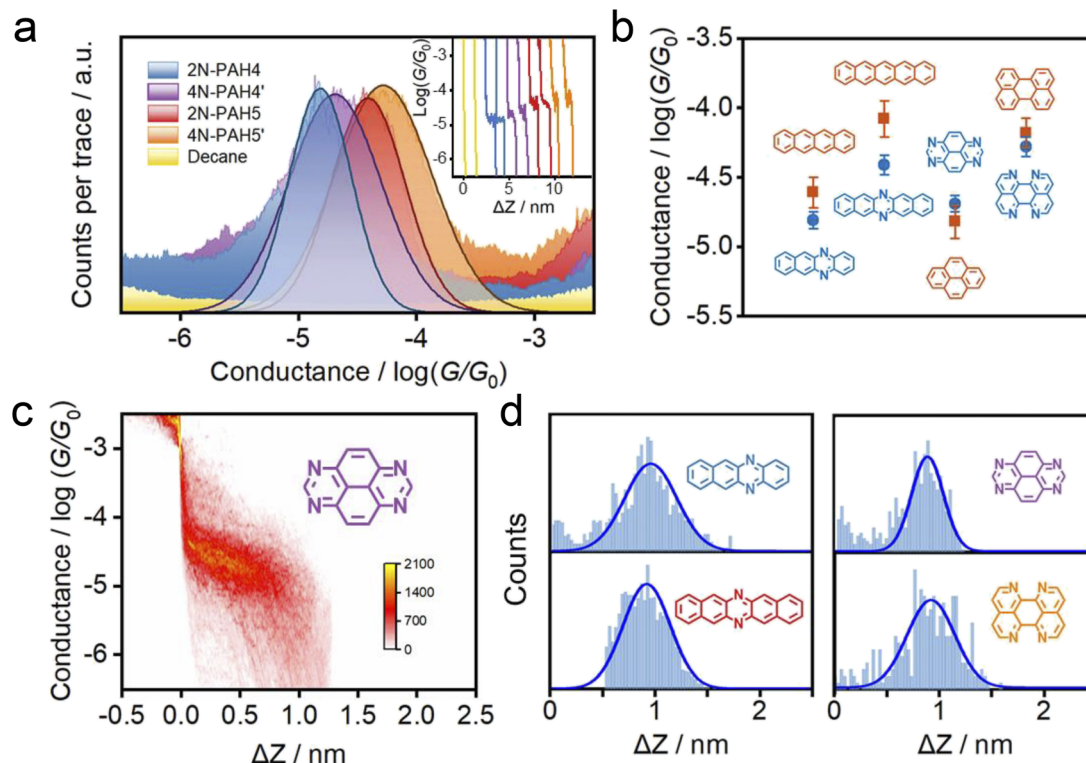 a
Counts per trace / a.u.
2N-PAH4
4N-PAH4'
2N-PAH5
4N-PAH5'
Decane
Log(G/G₀)
-3
-4
-5
-6
0 5 10
ΔZ / nm
-6 -5 -4 -3
Conductance / log(G/G₀)
b
Conductance / log(G/G₀)
-3.5
-4.0
-4.5
-5.0
-5.5
N
N
N N
N N
N N
N N
N
N
c
Conductance / log (G/G₀)
-3
-4
-5
-6
N N
N N
2100
1400
700
0
-0.5 0.0 0.5 1.0 1.5 2.0 2.5
ΔZ / nm
d
Counts
N
N
N N
N N
N
N
N N
N N
0 1 2
ΔZ / nm
0 1 2
ΔZ / nm